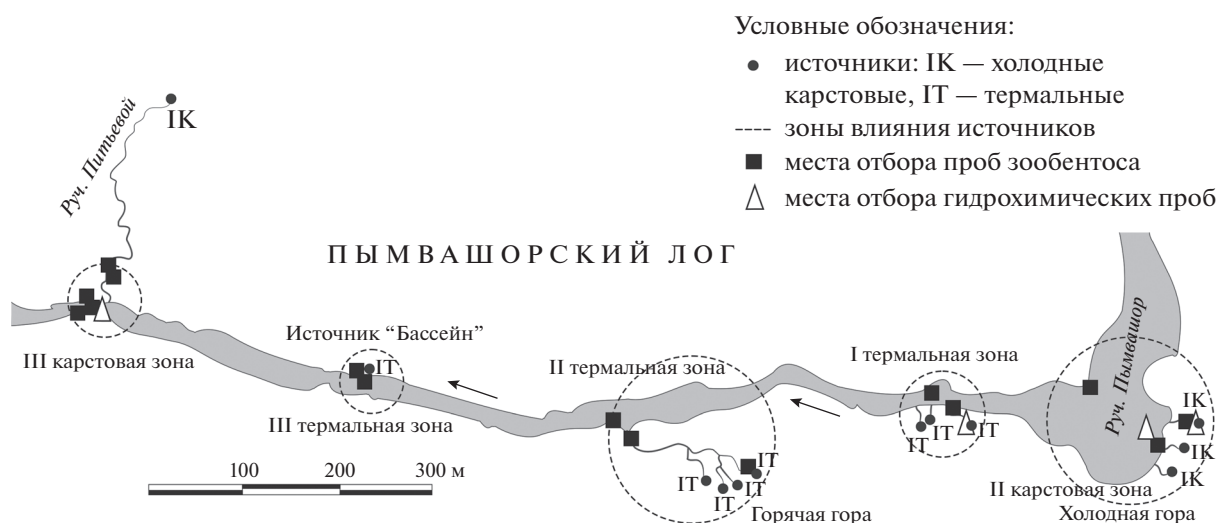 Условные обозначения:
источники: IK — холодные
карстовые, IT — термальные
зоны влияния источников
места отбора проб зообентоса
места отбора гидрохимических проб
IK
Руч. Питьевой
ПЫМВАШОРСКИЙ ЛОГ
Руч. Пымвашор
Источник “Бассейн”
III карстовая зона
IT
II термальная зона
I термальная зона
IK
III термальная зона
IT
IT
IT
IK
IT
IT
IT
IT
IK
II карстовая зона
100
200
300 м
Горячая гора
Холодная гора